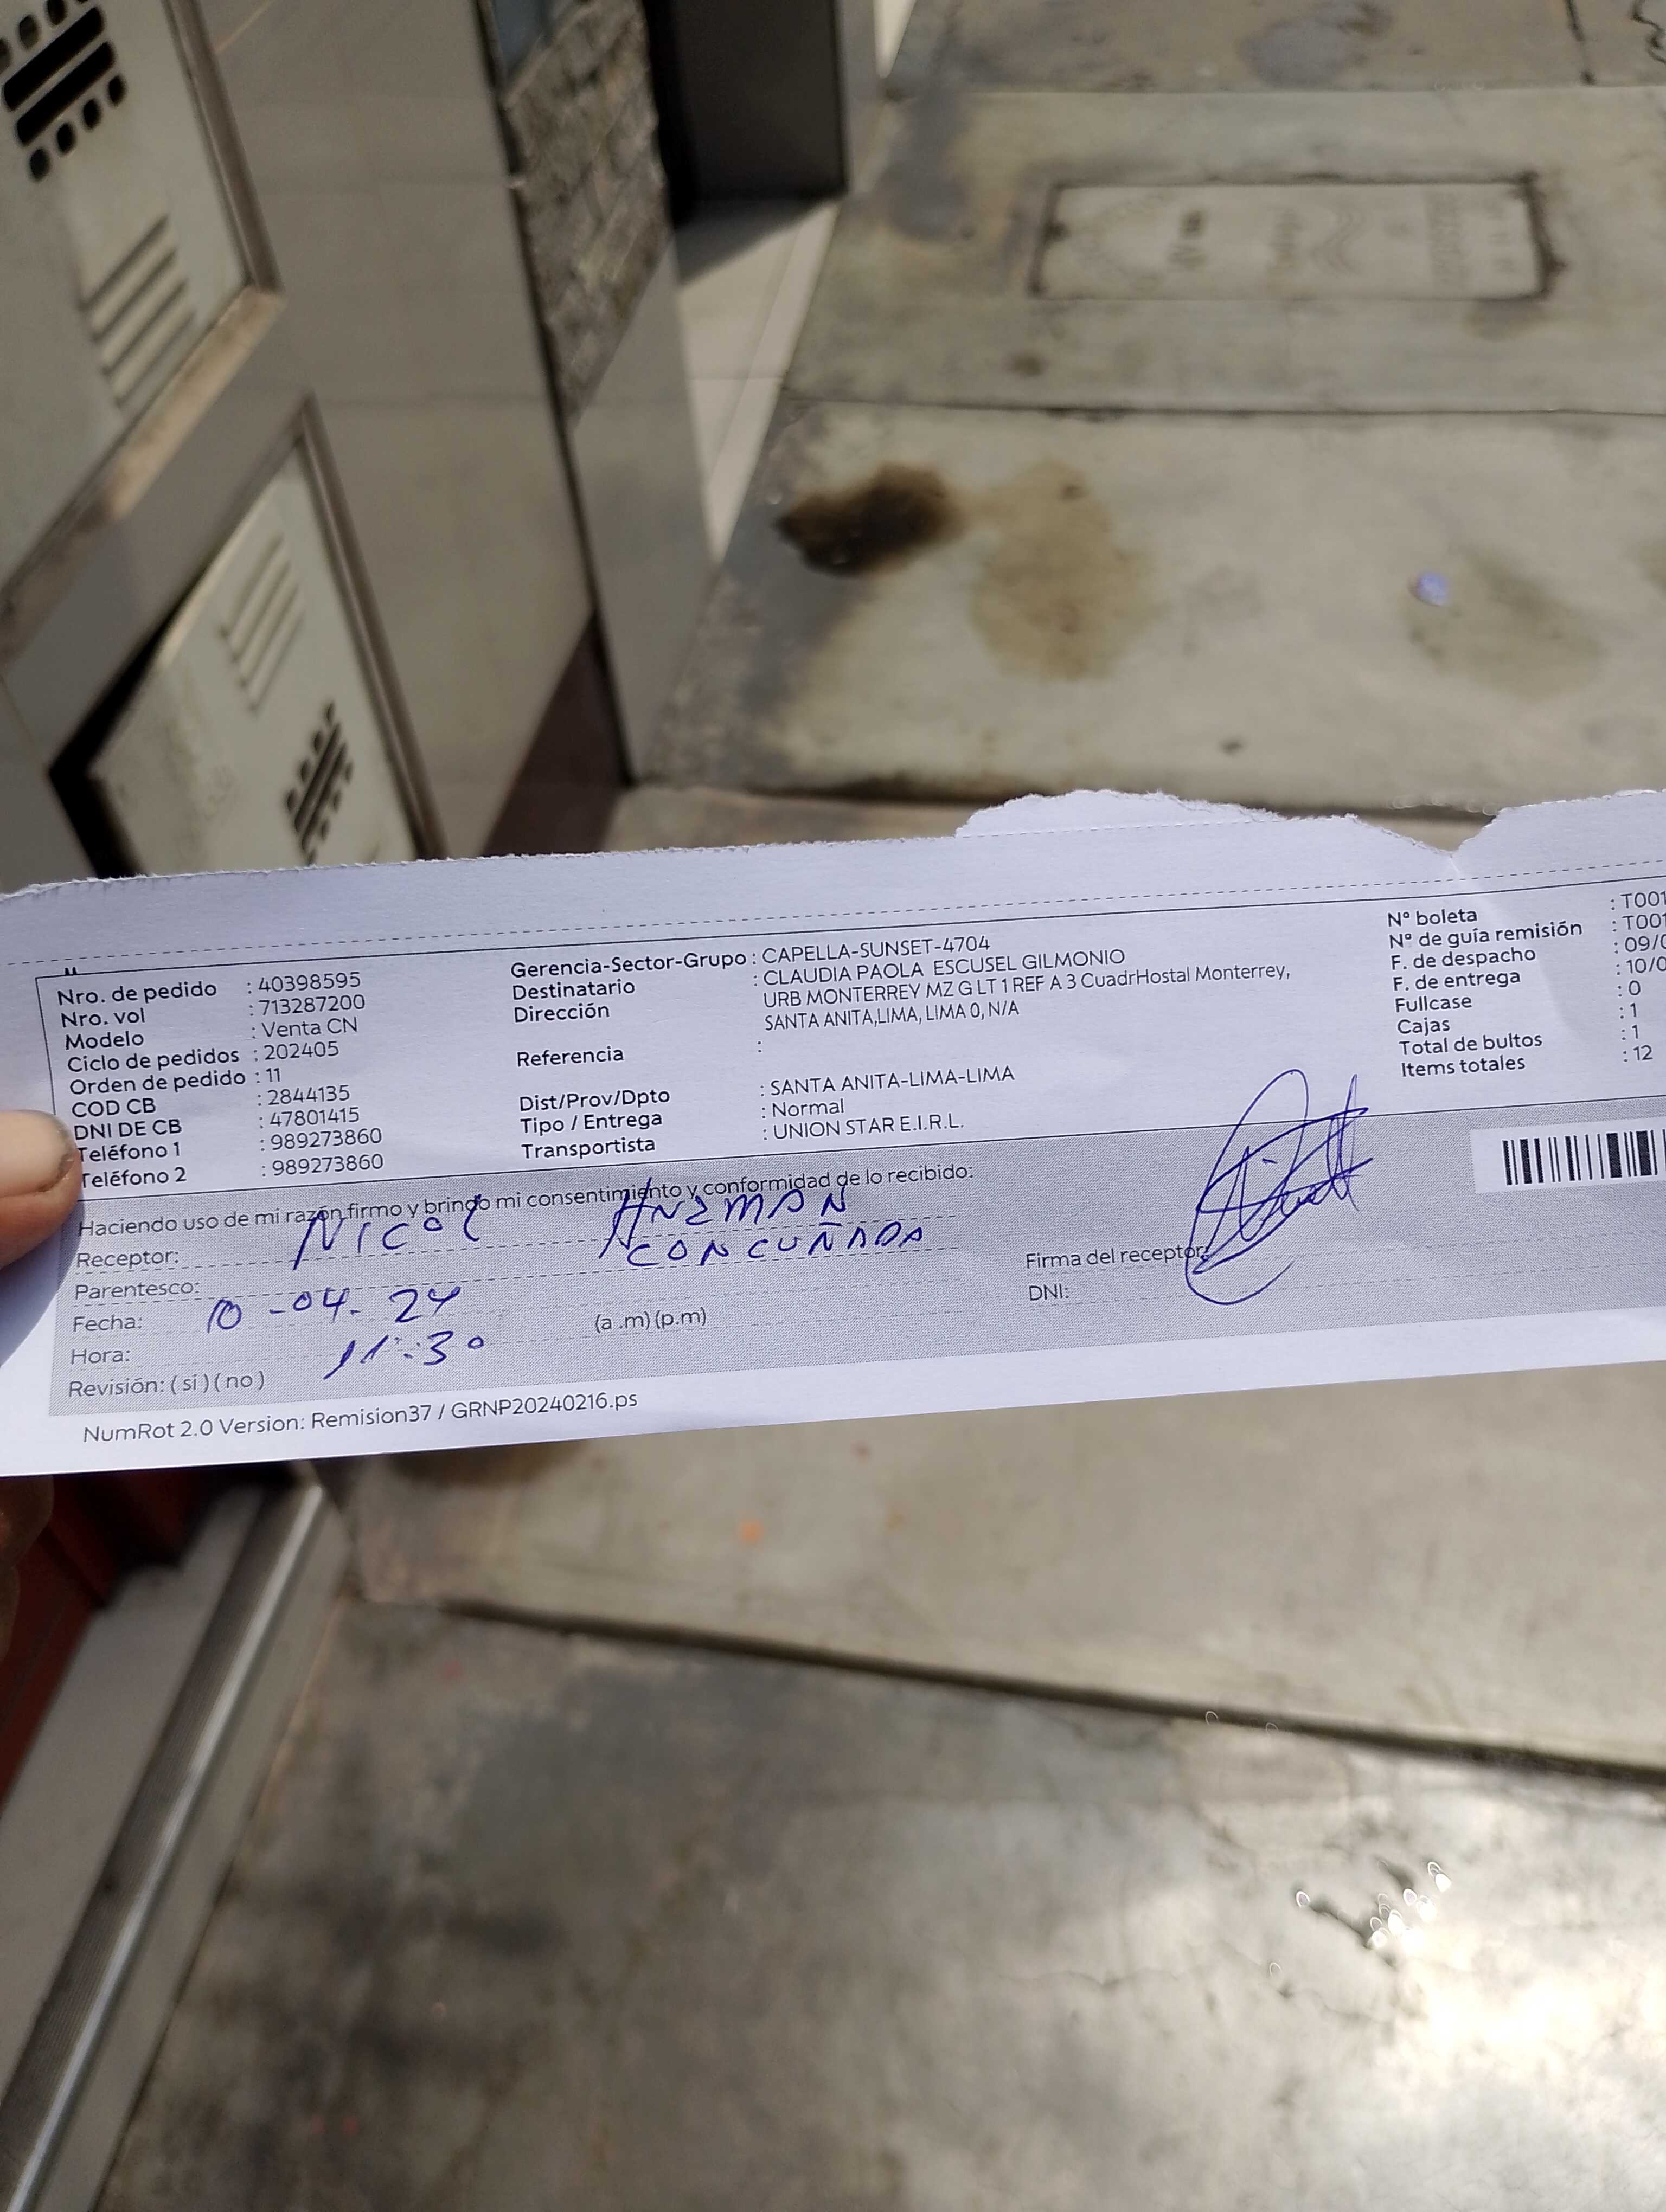 Nro. de pedido : 40398595
Nro. vol : 713287200
Modelo : Venta CN
Ciclo de pedidos : 202405
Orden de pedido : 11
COD CB : 2844135
DNI DE CB : 47801415
Teléfono 1 : 989273860
Teléfono 2 : 989273860
Gerencia-Sector-Grupo : CAPELLA-SUNSET-4704
Destinatario : CLAUDIA PAOLA ESCUSEL GILMONIO
Dirección URB MONTERREY MZ G LT 1 REF A 3 CuadrHostal Monterrey,
SANTA ANITA,LIMA, LIMA 0, N/A
Referencia :
Dist/Prov/Dpto : SANTA ANITA-LIMA-LIMA
Tipo / Entrega : Normal
Transportista : UNION STAR E.I.R.L.
N° boleta : T001
N° de guía remisión : T001
F. de despacho : 09/0
F. de entrega : 10/0
Fullcase : 0
Cajas : 1
Total de bultos : 1
Items totales : 12
Haciendo uso de mi razón firmo y brindo mi consentimiento y conformidad de lo recibido:
Receptor: NICOL
Parentesco: CONCUÑADA
Fecha: 10-04-24
Hora: 11:30 (a .m) (p.m)
Revisión: ( si ) ( no )
Firma del receptor:
DNI:
NumRot 2.0 Version: Remision37 / GRNP20240216.ps